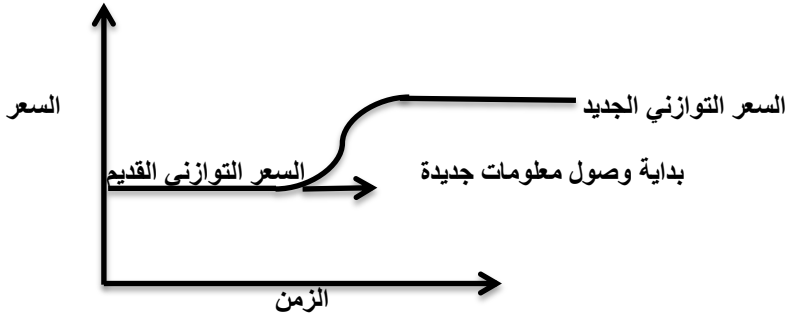 السعر
السعر التوازني الجديد
السعر التوازني القديم
بداية وصول معلومات جديدة
الزمن